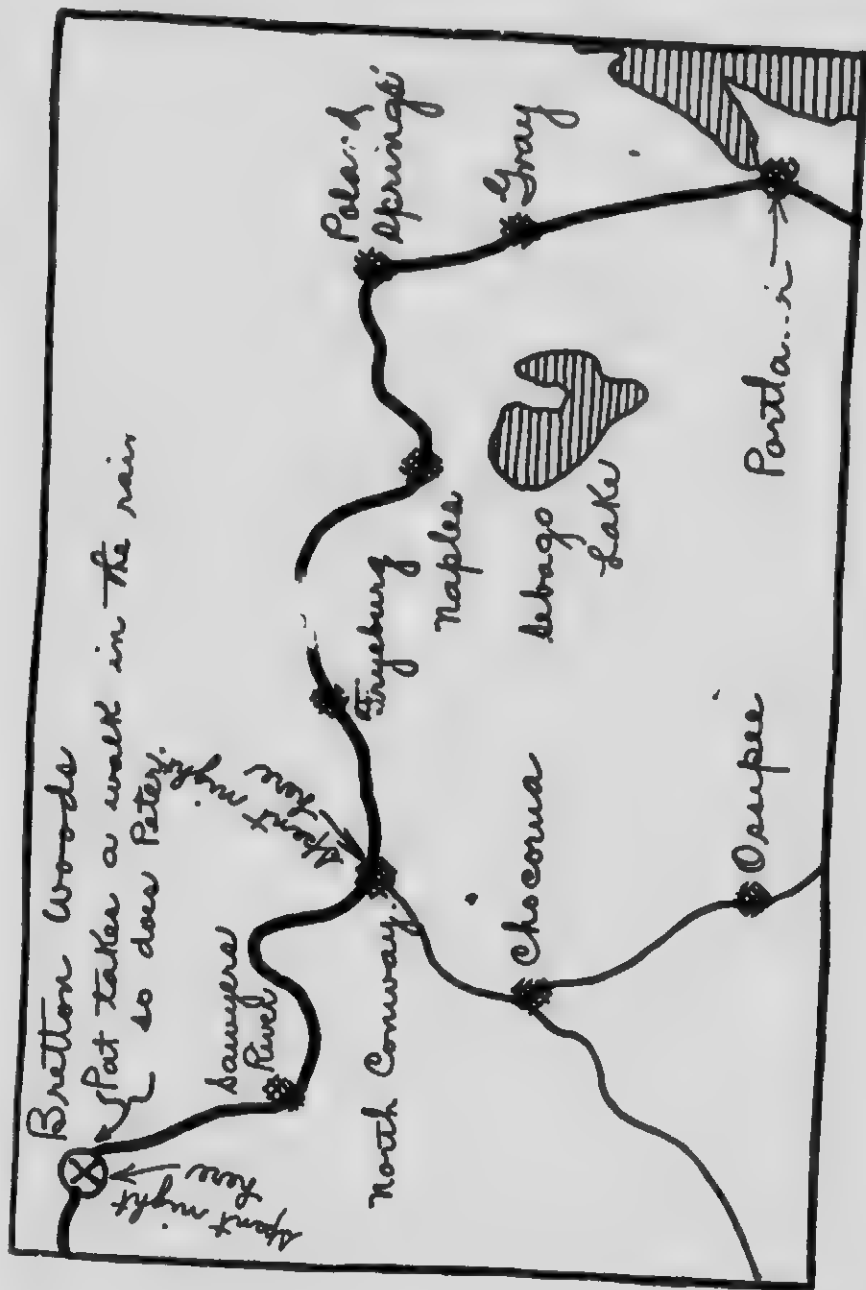 Bretton Woods
Pat takes a walk in the rain
so does Peter.
spent night
here
Sawyers
River
spent night
here
North Conway.
Fryeburg
Naples
Sebago
Lake
Springs
Gray
Chocorua
Ossipee